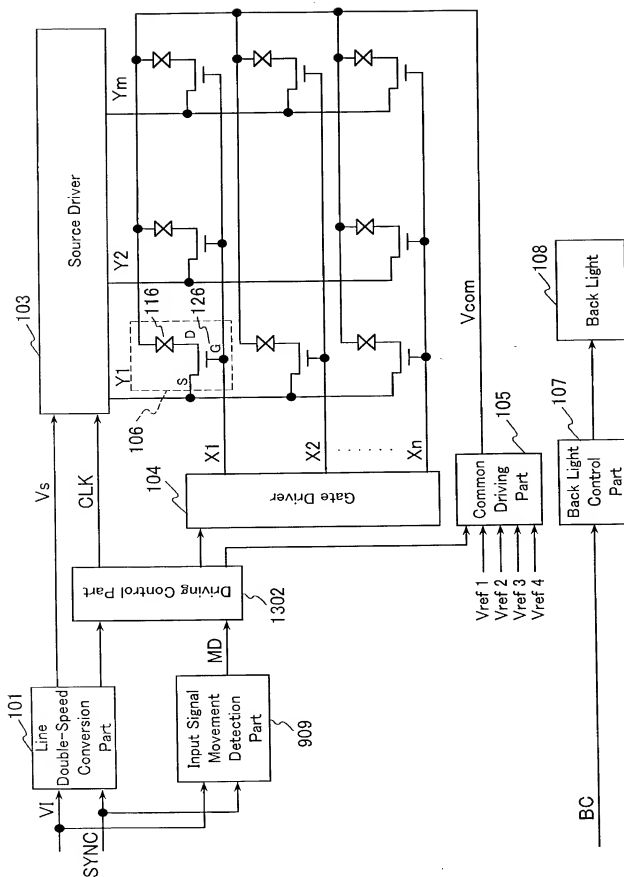 103
Source Driver
101
Line
Double-Speed
Conversion
Part
VI
SYNC
Vs
CLK
Driving Control Part
1302
MD
Input Signal
Movement
Detection
Part
909
104
Gate Driver
Y1
Y2
Ym
116
126
106
S
D
G
X1
X2
Xn
Vcom
105
Common
Driving
Part
Vref 1
Vref 2
Vref 3
Vref 4
107
Back Light
Control
Part
108
Back Light
BC